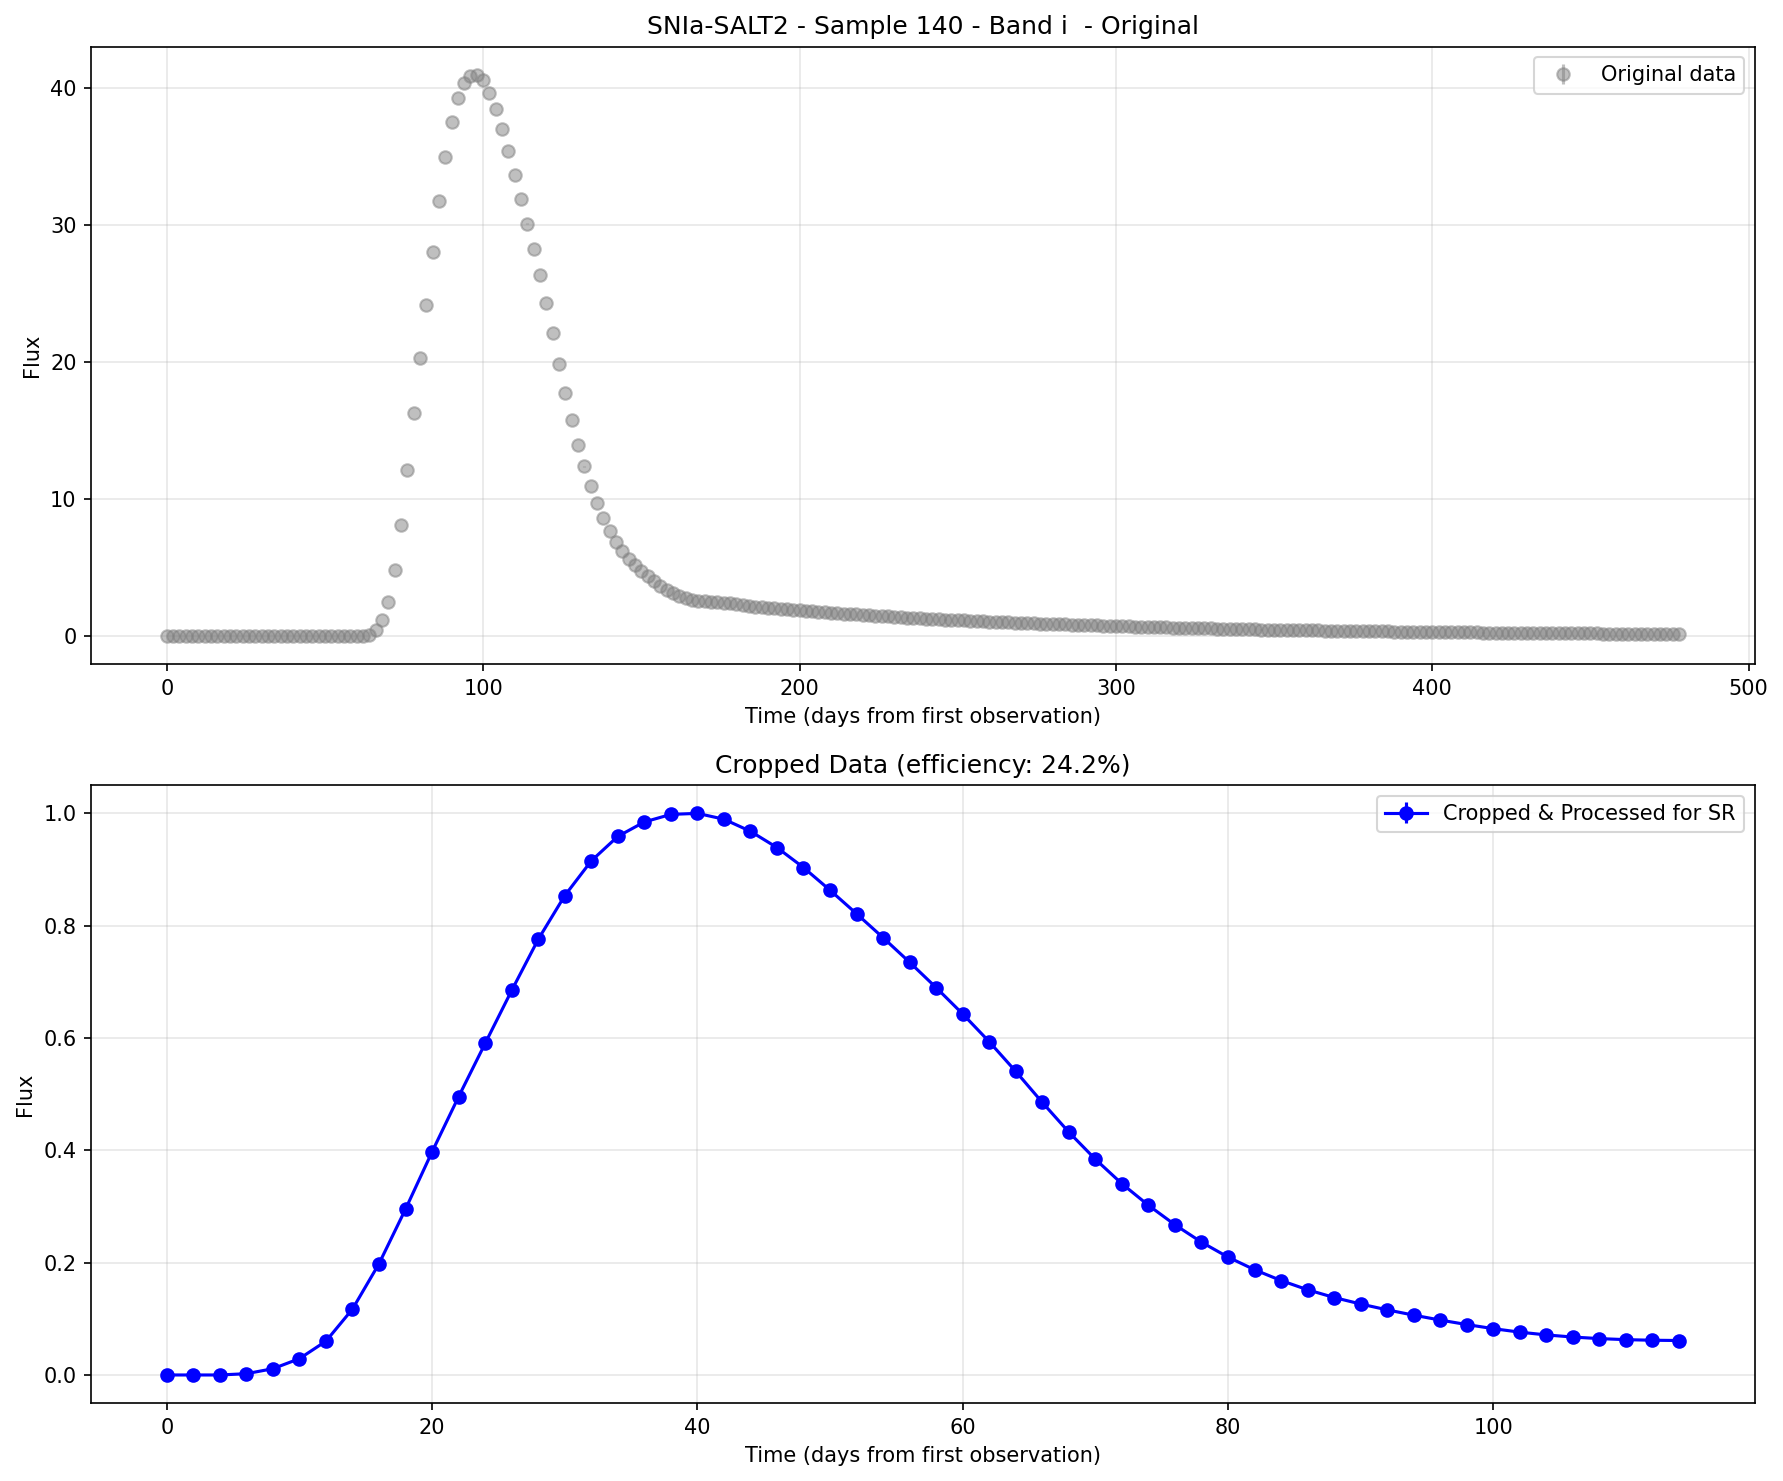 SNIa-SALT2 - Sample 140 - Band i  - Original
Original data
40
30
20
10
0
Flux
0 100 200 300 400 500
Time (days from first observation)
Cropped Data (efficiency: 24.2%)
Cropped & Processed for SR
1.0
0.8
0.6
0.4
0.2
0.0
Flux
0 20 40 60 80 100
Time (days from first observation)